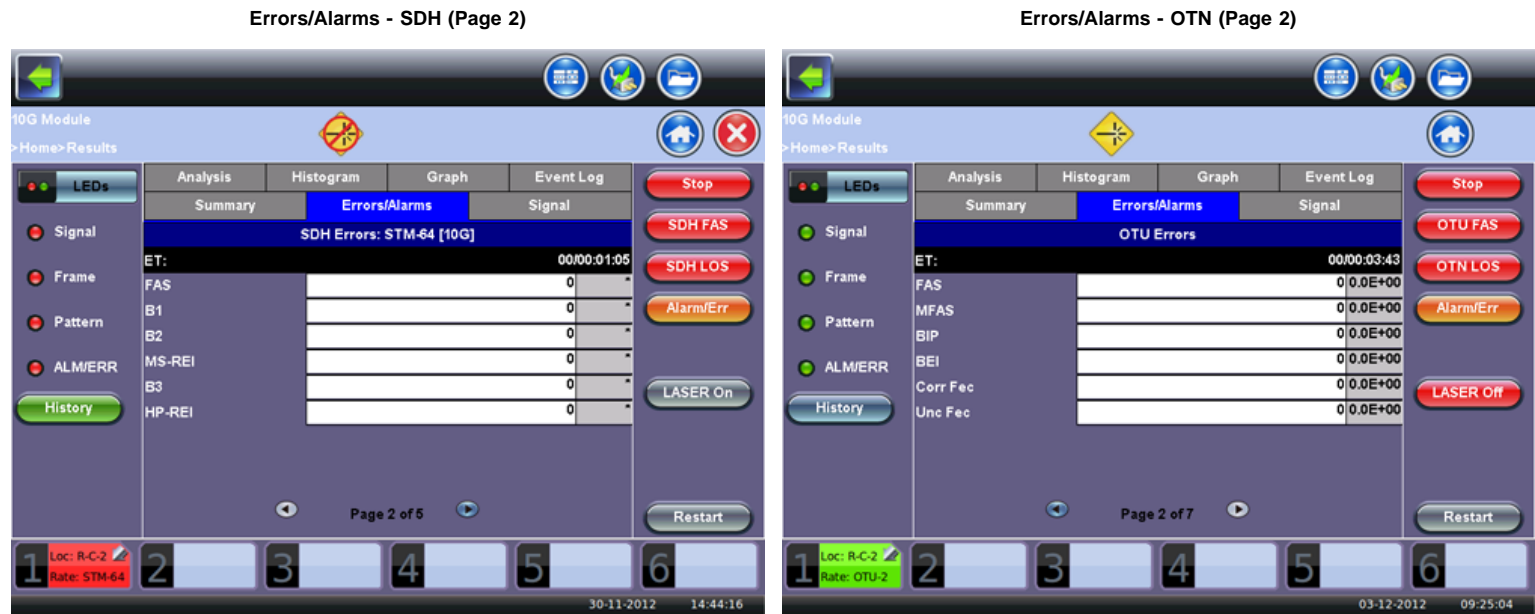 Errors/Alarms - SDH (Page 2)
10G Module
>Home>Results
LEDs
Analysis
Histogram
Graph
Event Log
Stop
Summary
Errors/Alarms
Signal
Signal
SDH Errors: STM-64 [10G]
SDH FAS
ET: 00/00:01:05
SDH LOS
Frame
FAS 0
B1 0
Alarm/Err
Pattern
B2 0
MS-REI 0
ALM/ERR
B3 0
LASER On
History
HP-REI 0
Page 2 of 5
Restart
1 Loc: R-C-2
Rate: STM-64
2
3
4
5
6
30-11-2012 14:44:16
Errors/Alarms - OTN (Page 2)
10G Module
>Home>Results
LEDs
Analysis
Histogram
Graph
Event Log
Stop
Summary
Errors/Alarms
Signal
Signal
OTU Errors
OTU FAS
ET: 00/00:03:43
OTN LOS
Frame
FAS 0 0.0E+00
MFAS 0 0.0E+00
Alarm/Err
Pattern
BIP 0 0.0E+00
BEI 0 0.0E+00
ALM/ERR
Corr Fec 0 0.0E+00
LASER Off
History
Unc Fec 0 0.0E+00
Page 2 of 7
Restart
1 Loc: R-C-2
Rate: OTU-2
2
3
4
5
6
03-12-2012 09:25:04